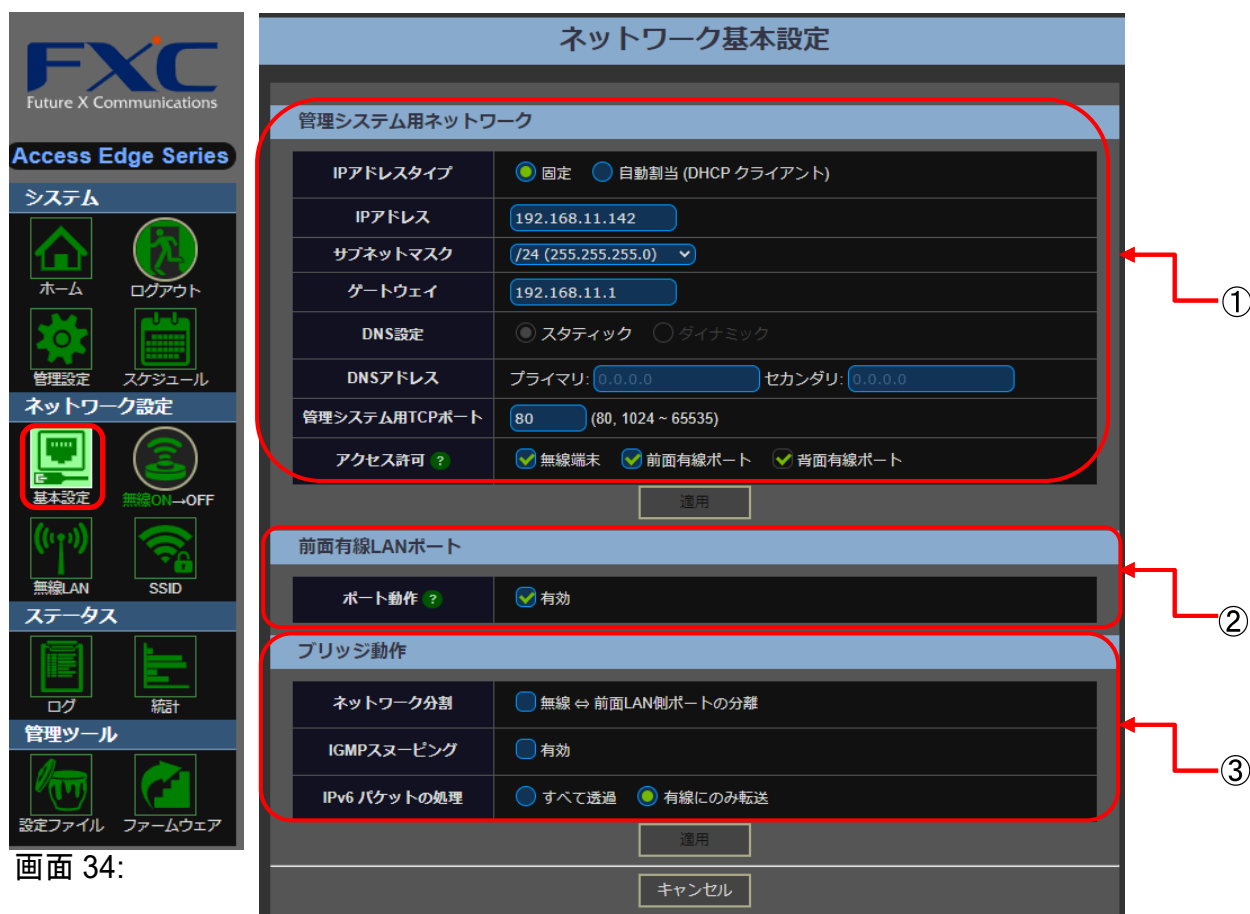 FXC
Future X Communications
Access Edge Series
システム
ホーム ログアウト
管理設定 スケジュール
ネットワーク設定
基本設定 無線ON→OFF
無線LAN SSID
ステータス
ログ 統計
管理ツール
設定ファイル ファームウェア
画面 34:
ネットワーク基本設定
管理システム用ネットワーク
IPアドレスタイプ 固定 自動割当 (DHCP クライアント)
IPアドレス 192.168.11.142
サブネットマスク /24 (255.255.255.0)
ゲートウェイ 192.168.11.1
DNS設定 スタティック ダイナミック
DNSアドレス プライマリ: 0.0.0.0 セカンダリ: 0.0.0.0
管理システム用TCPポート 80 (80, 1024 ~ 65535)
アクセス許可 ? 無線端末 前面有線ポート 背面有線ポート
適用
①
前面有線LANポート
ポート動作 ? 有効
②
ブリッジ動作
ネットワーク分割 無線 ⇔ 前面LAN側ポートの分離
IGMPスヌーピング 有効
IPv6 パケットの処理 すべて透過 有線にのみ転送
③
適用
キャンセル